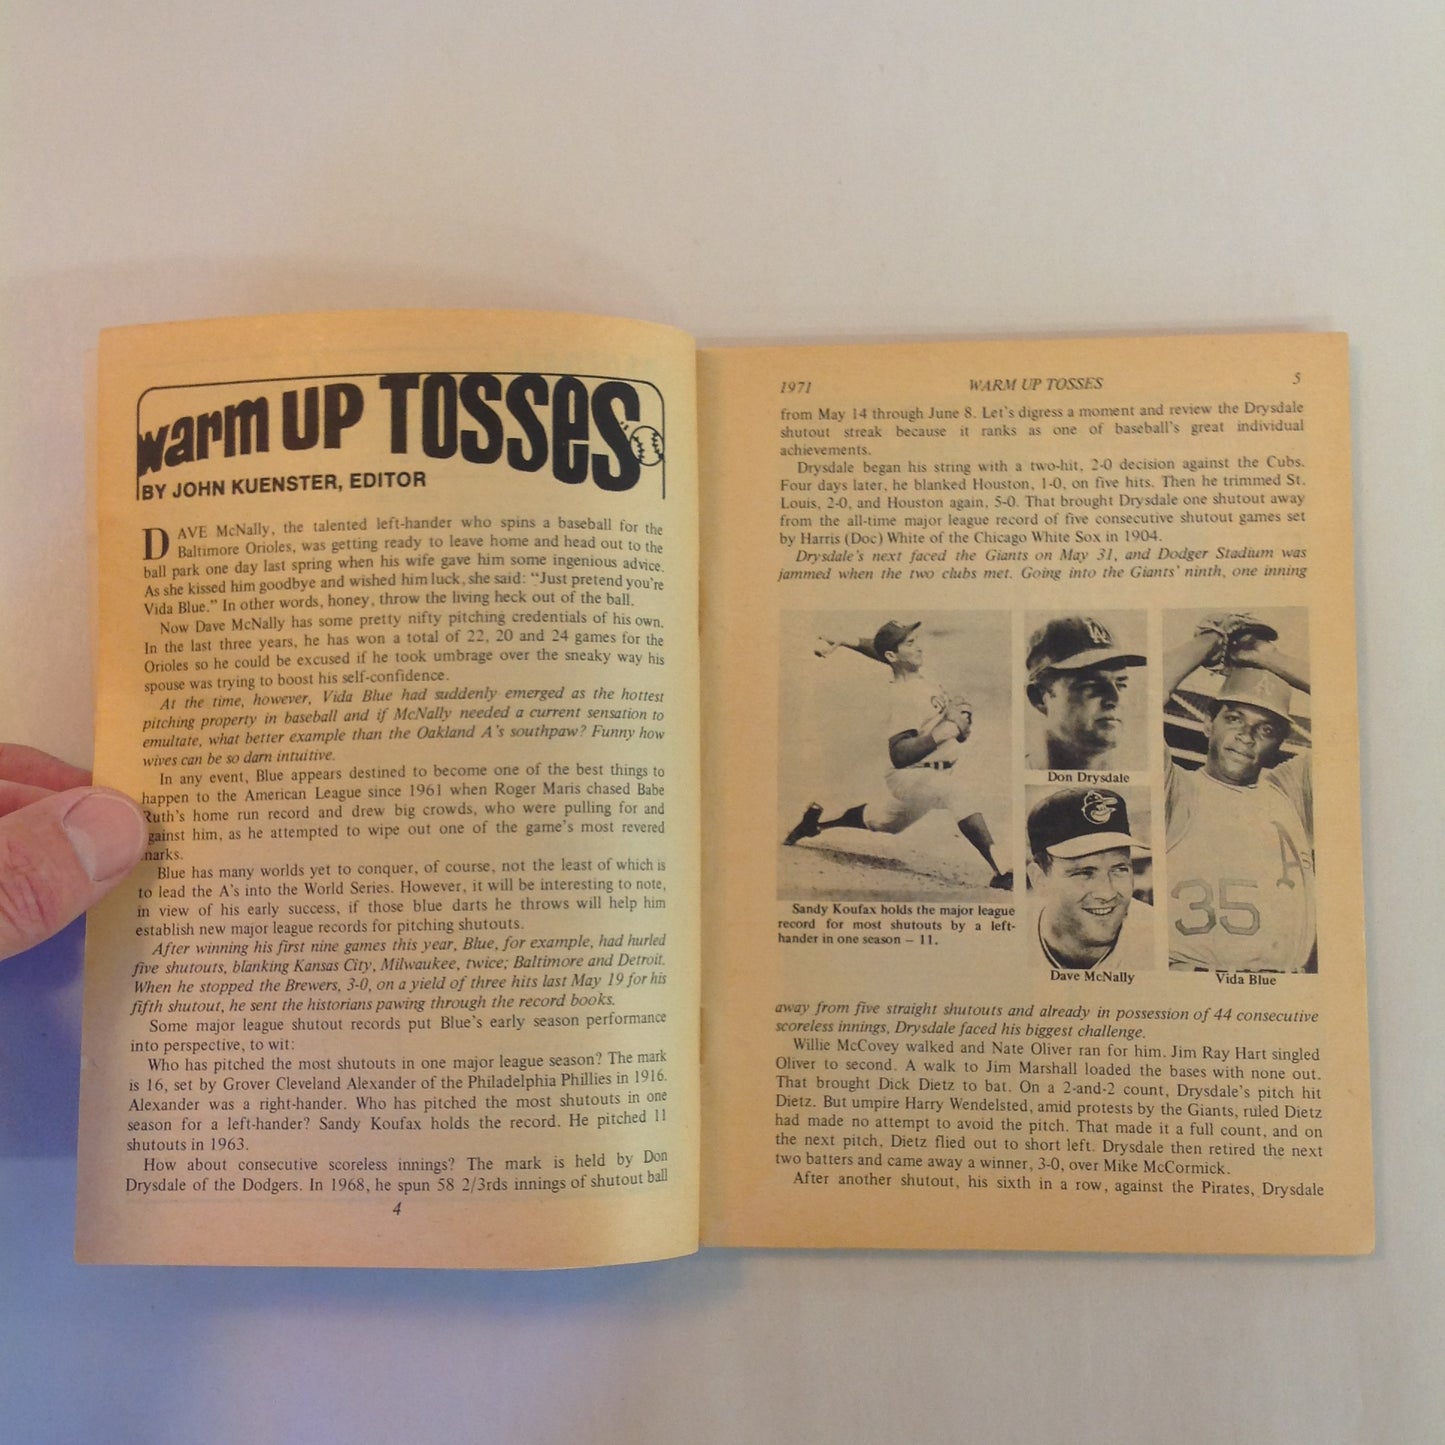 warm UP TOSSes
BY JOHN KUENSTER, EDITOR
DAVE McNally, the talented left-hander who spins a baseball for the
Baltimore Orioles, was getting ready to leave home and head out to the
ball park one day last spring when his wife gave him some ingenious advice.
As she kissed him goodbye and wished him luck, she said: “Just pretend you're
Vida Blue.” In other words, honey, throw the living heck out of the ball.
Now Dave McNally has some pretty nifty pitching credentials of his own.
In the last three years, he has won a total of 22, 20 and 24 games for the
Orioles so he could be excused if he took umbrage over the sneaky way his
spouse was trying to boost his self-confidence.
At the time, however, Vida Blue had suddenly emerged as the hottest
pitching property in baseball and if McNally needed a current sensation to
emultate, what better example than the Oakland A's southpaw? Funny how
wives can be so darn intuitive.
In any event, Blue appears destined to become one of the best things to
happen to the American League since 1961 when Roger Maris chased Babe
Ruth's home run record and drew big crowds, who were pulling for and
against him, as he attempted to wipe out one of the game's most revered
marks.
Blue has many worlds yet to conquer, of course, not the least of which is
to lead the A's into the World Series. However, it will be interesting to note,
in view of his early success, if those blue darts he throws will help him
establish new major league records for pitching shutouts.
After winning his first nine games this year, Blue, for example, had hurled
five shutouts, blanking Kansas City, Milwaukee, twice; Baltimore and Detroit.
When he stopped the Brewers, 3-0, on a yield of three hits last May 19 for his
fifth shutout, he sent the historians pawing through the record books.
Some major league shutout records put Blue's early season performance
into perspective, to wit:
Who has pitched the most shutouts in one major league season? The mark
is 16, set by Grover Cleveland Alexander of the Philadelphia Phillies in 1916.
Alexander was a right-hander. Who has pitched the most shutouts in one
season for a left-hander? Sandy Koufax holds the record. He pitched 11
shutouts in 1963.
How about consecutive scoreless innings? The mark is held by Don
Drysdale of the Dodgers. In 1968, he spun 58 2/3rds innings of shutout ball
4
1971 WARM UP TOSSES 5
from May 14 through June 8. Let's digress a moment and review the Drysdale
shutout streak because it ranks as one of baseball's great individual
achievements.
Drysdale began his string with a two-hit, 2-0 decision against the Cubs.
Four days later, he blanked Houston, 1-0, on five hits. Then he trimmed St.
Louis, 2-0, and Houston again, 5-0. That brought Drysdale one shutout away
from the all-time major league record of five consecutive shutout games set
by Harris (Doc) White of the Chicago White Sox in 1904.
Drysdale's next faced the Giants on May 31, and Dodger Stadium was
jammed when the two clubs met. Going into the Giants' ninth, one inning
LA
Don Drysdale
A
35
Sandy Koufax holds the major league
record for most shutouts by a left-
hander in one season – 11.
Dave McNally
Vida Blue
away from five straight shutouts and already in possession of 44 consecutive
scoreless innings, Drysdale faced his biggest challenge.
Willie McCovey walked and Nate Oliver ran for him. Jim Ray Hart singled
Oliver to second. A walk to Jim Marshall loaded the bases with none out.
That brought Dick Dietz to bat. On a 2-and-2 count, Drysdale's pitch hit
Dietz. But umpire Harry Wendelsted, amid protests by the Giants, ruled Dietz
had made no attempt to avoid the pitch. That made it a full count, and on
the next pitch, Dietz flied out to short left. Drysdale then retired the next
two batters and came away a winner, 3-0, over Mike McCormick.
After another shutout, his sixth in a row, against the Pirates, Drysdale